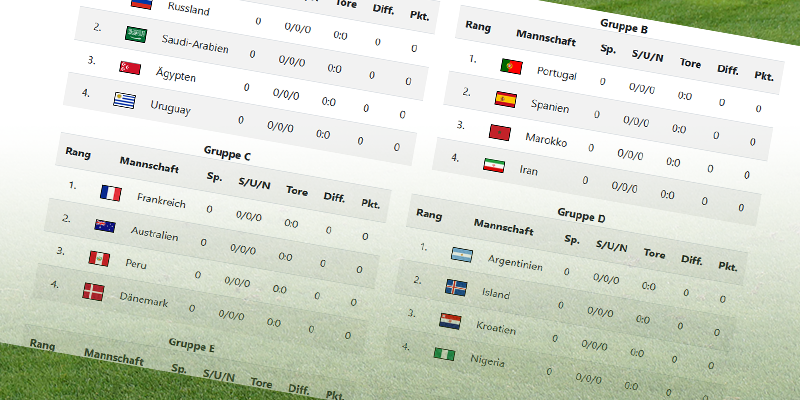 Tore Diff. Pkt.
Russland 0 0/0/0 0:0 0 0
2. Saudi-Arabien 0 0/0/0 0:0 0 0
3. Ägypten 0 0/0/0 0:0 0 0
4. Uruguay 0 0/0/0 0:0 0 0
Gruppe B
Rang Mannschaft Sp. S/U/N Tore Diff. Pkt.
1. Portugal 0 0/0/0 0:0 0 0
2. Spanien 0 0/0/0 0:0 0 0
3. Marokko 0 0/0/0 0:0 0 0
4. Iran 0 0/0/0 0:0 0 0
Gruppe C
Rang Mannschaft Sp. S/U/N Tore Diff. Pkt.
1. Frankreich 0 0/0/0 0:0 0 0
2. Australien 0 0/0/0 0:0 0 0
3. Peru 0 0/0/0 0:0 0 0
4. Dänemark 0 0/0/0 0:0 0 0
Gruppe D
Rang Mannschaft Sp. S/U/N Tore Diff. Pkt.
1. Argentinien 0 0/0/0 0:0 0 0
2. Island 0 0/0/0 0:0 0 0
3. Kroatien 0 0/0/0 0:0 0 0
4. Nigeria 0 0/0/0 0:0 0 0
Gruppe E
Rang Mannschaft Sp. S/U/N Tore Diff. Pkt.